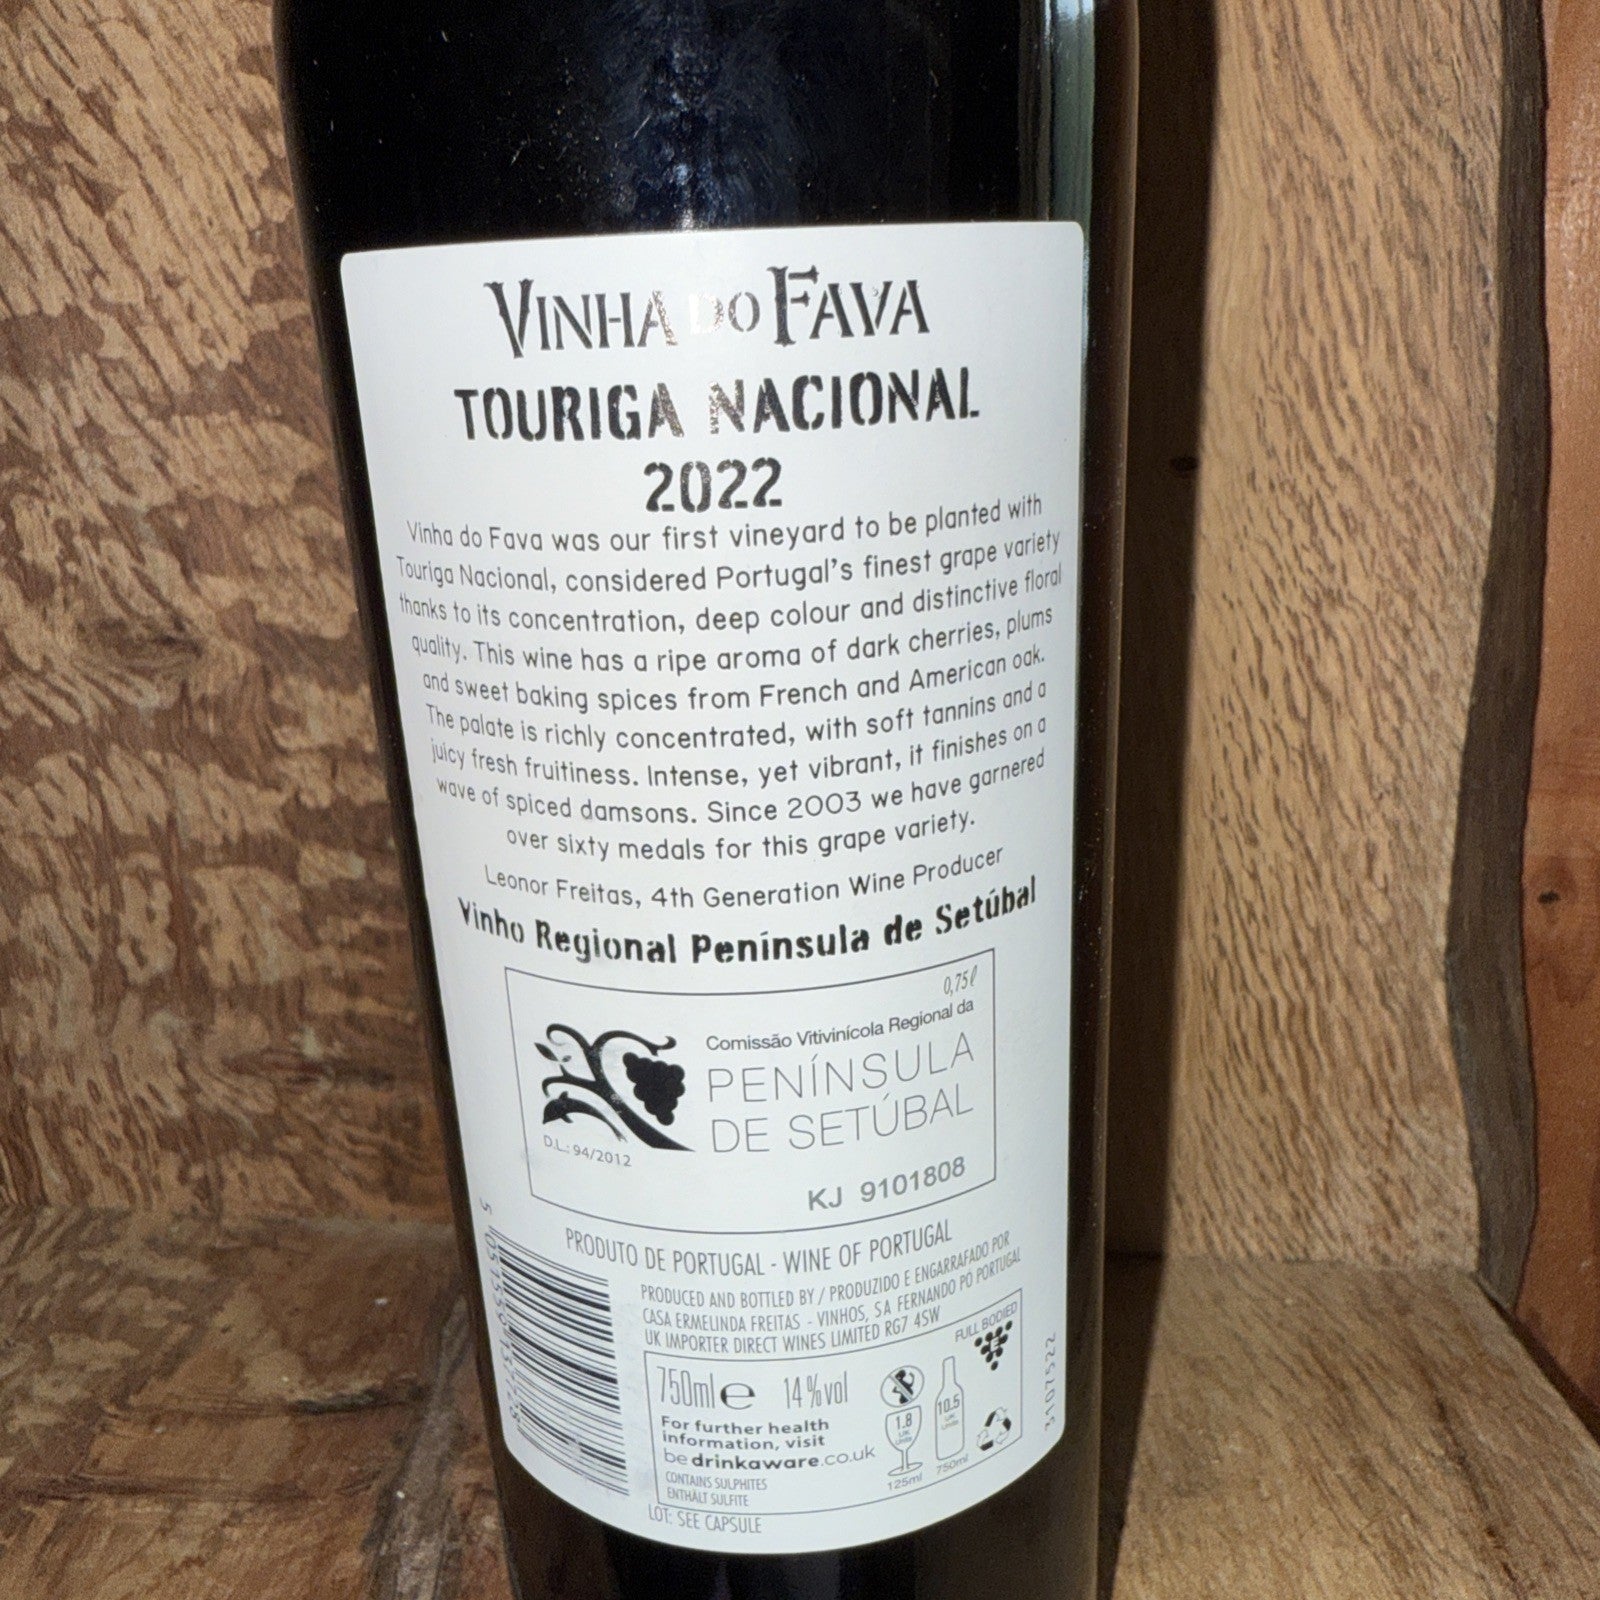 VINHA DO FAVA
TOURIGA NACIONAL
2022
Vinha do Fava was our first vineyard to be planted with
Touriga Nacional, considered Portugal's finest grape variety
thanks to its concentration, deep colour and distinctive floral
quality. This wine has a ripe aroma of dark cherries, plums
and sweet baking spices from French and American oak.
The palate is richly concentrated, with soft tannins and a
juicy fresh fruitiness. Intense, yet vibrant, it finishes on a
wave of spiced damsons. Since 2003 we have garnered
over sixty medals for this grape variety.
Leonor Freitas, 4th Generation Wine Producer
Vinho Regional Península de Setúbal
0,75ℓ
Comissão Vitivinícola Regional da
PENÍNSULA
DE SETÚBAL
D.L.: 94/2012
KJ 9101808
PRODUTO DE PORTUGAL - WINE OF PORTUGAL
PRODUCED AND BOTTLED BY / PRODUZIDO E ENGARRAFADO POR
CASA ERMELINDA FREITAS - VINHOS, SA FERNANDO PÓ PORTUGAL
UK IMPORTER DIRECT WINES LIMITED RG7 4SW
FULL BODIED
750ml e 14%vol
For further health
information, visit
bedrinkaware.co.uk
CONTAINS SULPHITES
ENTHÄLT SULFITE
1.8
UK
Units
125ml
10.5
UK
Units
750ml
3107522
LOT: SEE CAPSULE